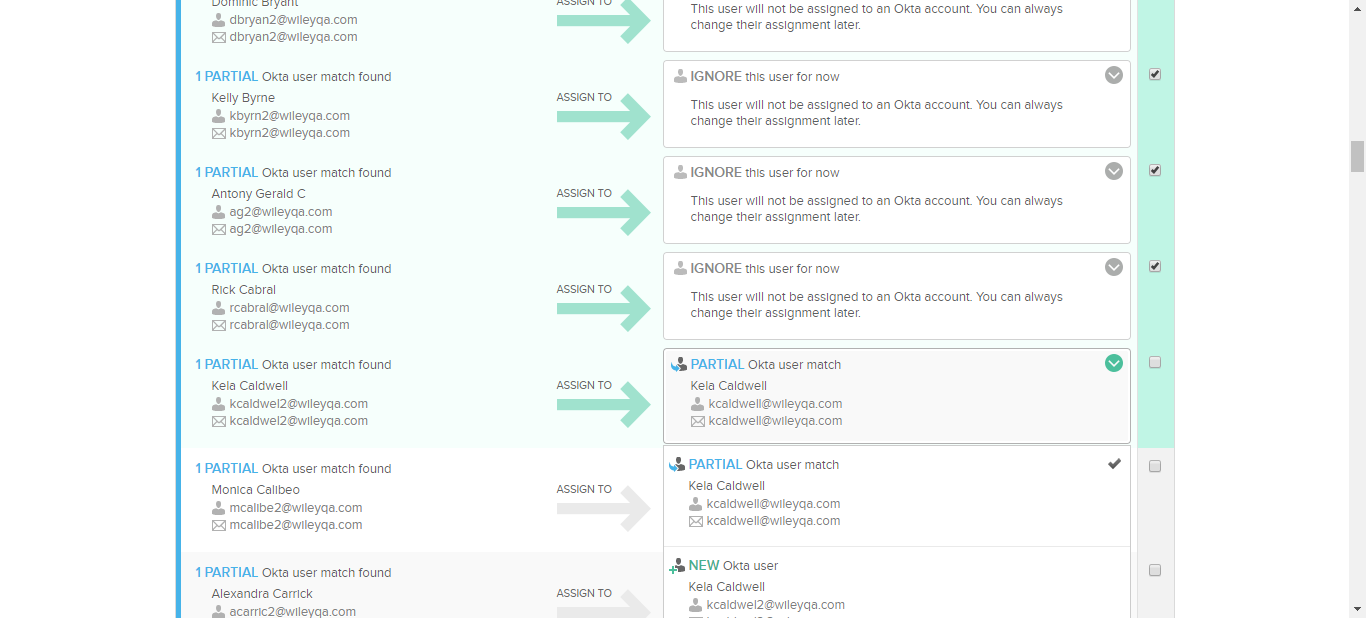 Dominic Bryant
dbryan2@wileyqa.com
dbryan2@wileyqa.com
ASSIGN TO
This user will not be assigned to an Okta account. You can always
change their assignment later.
1 PARTIAL Okta user match found
Kelly Byrne
kbyrn2@wileyqa.com
kbyrn2@wileyqa.com
ASSIGN TO
IGNORE this user for now
This user will not be assigned to an Okta account. You can always
change their assignment later.
1 PARTIAL Okta user match found
Antony Gerald C
ag2@wileyqa.com
ag2@wileyqa.com
ASSIGN TO
IGNORE this user for now
This user will not be assigned to an Okta account. You can always
change their assignment later.
1 PARTIAL Okta user match found
Rick Cabral
rcabral@wileyqa.com
rcabral@wileyqa.com
ASSIGN TO
IGNORE this user for now
This user will not be assigned to an Okta account. You can always
change their assignment later.
1 PARTIAL Okta user match found
Kela Caldwell
kcaldwel2@wileyqa.com
kcaldwel2@wileyqa.com
ASSIGN TO
PARTIAL Okta user match
Kela Caldwell
kcaldwell@wileyqa.com
kcaldwell@wileyqa.com
1 PARTIAL Okta user match found
Monica Calibeo
mcalibe2@wileyqa.com
mcalibe2@wileyqa.com
ASSIGN TO
PARTIAL Okta user match
Kela Caldwell
kcaldwell@wileyqa.com
kcaldwell@wileyqa.com
1 PARTIAL Okta user match found
Alexandra Carrick
acarric2@wileyqa.com
ASSIGN TO
NEW Okta user
Kela Caldwell
kcaldwel2@wileyqa.com